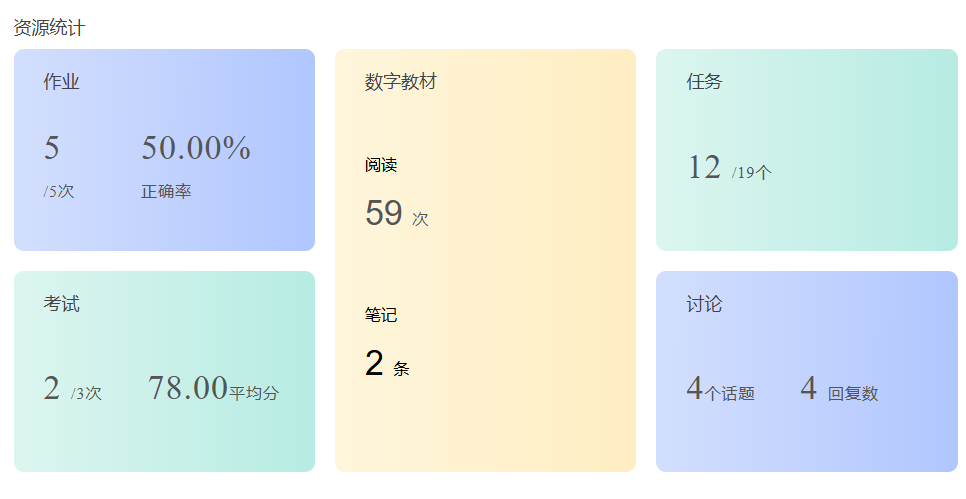 资源统计
作业
5 50.00%
/5次 正确率
数字教材
阅读
59 次
笔记
2 条
任务
12 /19个
考试
2 /3次 78.00平均分
讨论
4个话题 4 回复数